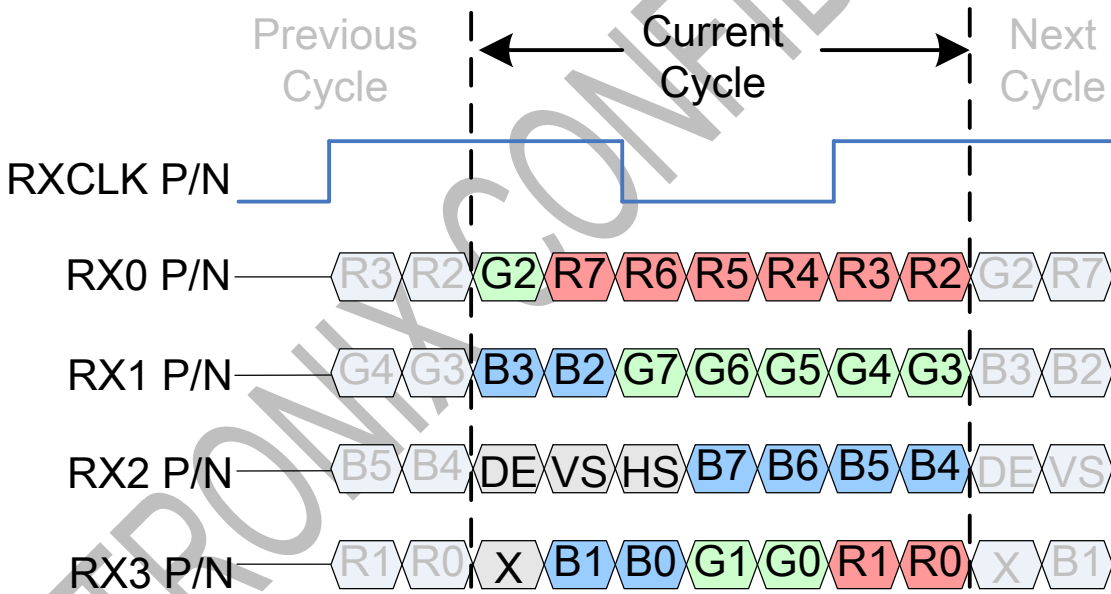 Previous Cycle
Current Cycle
Next Cycle
RXCLK P/N
RX0 P/N R3 R2 G2 R7 R6 R5 R4 R3 R2 G2 R7
RX1 P/N G4 G3 B3 B2 G7 G6 G5 G4 G3 B3 B2
RX2 P/N B5 B4 DE VS HS B7 B6 B5 B4 DE VS
RX3 P/N R1 R0 X B1 B0 G1 G0 R1 R0 X B1